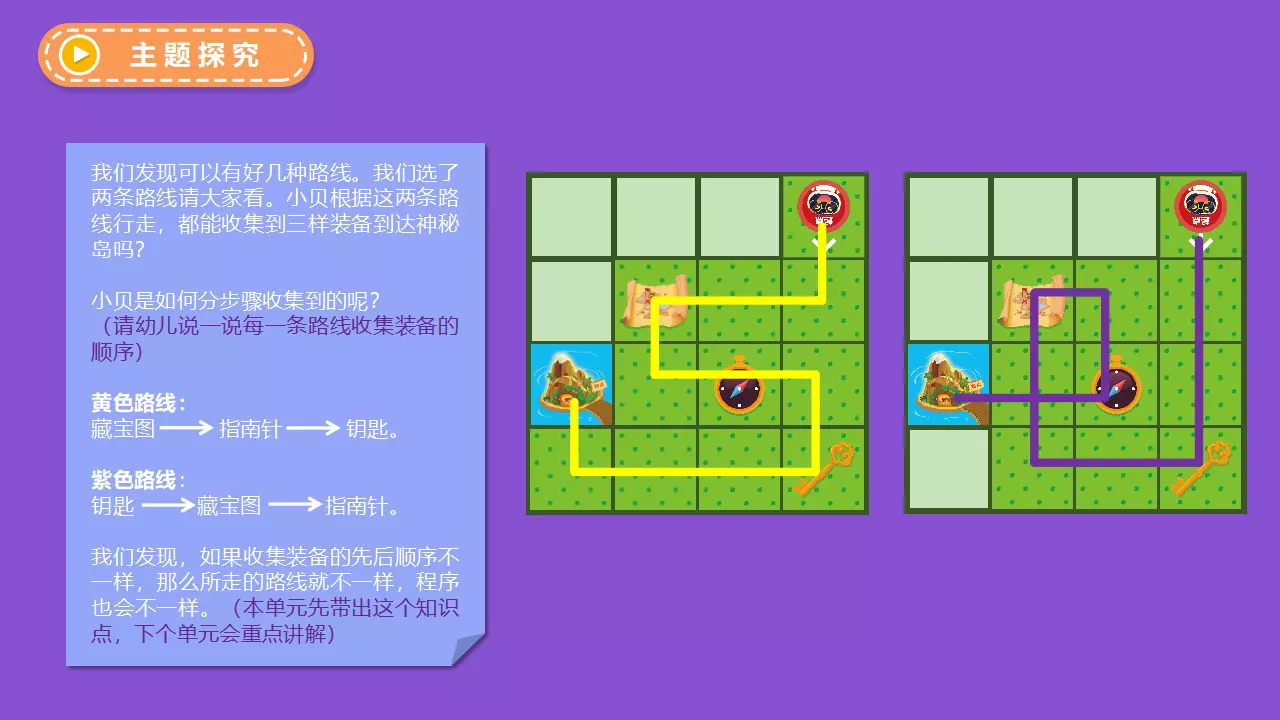 主题探究
我们发现可以有好几种路线。我们选了
两条路线请大家看。小贝根据这两条路
线行走，都能收集到三样装备到达神秘
岛吗？
小贝是如何分步骤收集到的呢？
（请幼儿说一说每一条路线收集装备的
顺序）
黄色路线：
藏宝图 指南针 钥匙。
紫色路线：
钥匙 藏宝图 指南针。
我们发现，如果收集装备的先后顺序不
一样，那么所走的路线就不一样，程序
也会不一样。（本单元先带出这个知识
点，下个单元会重点讲解）